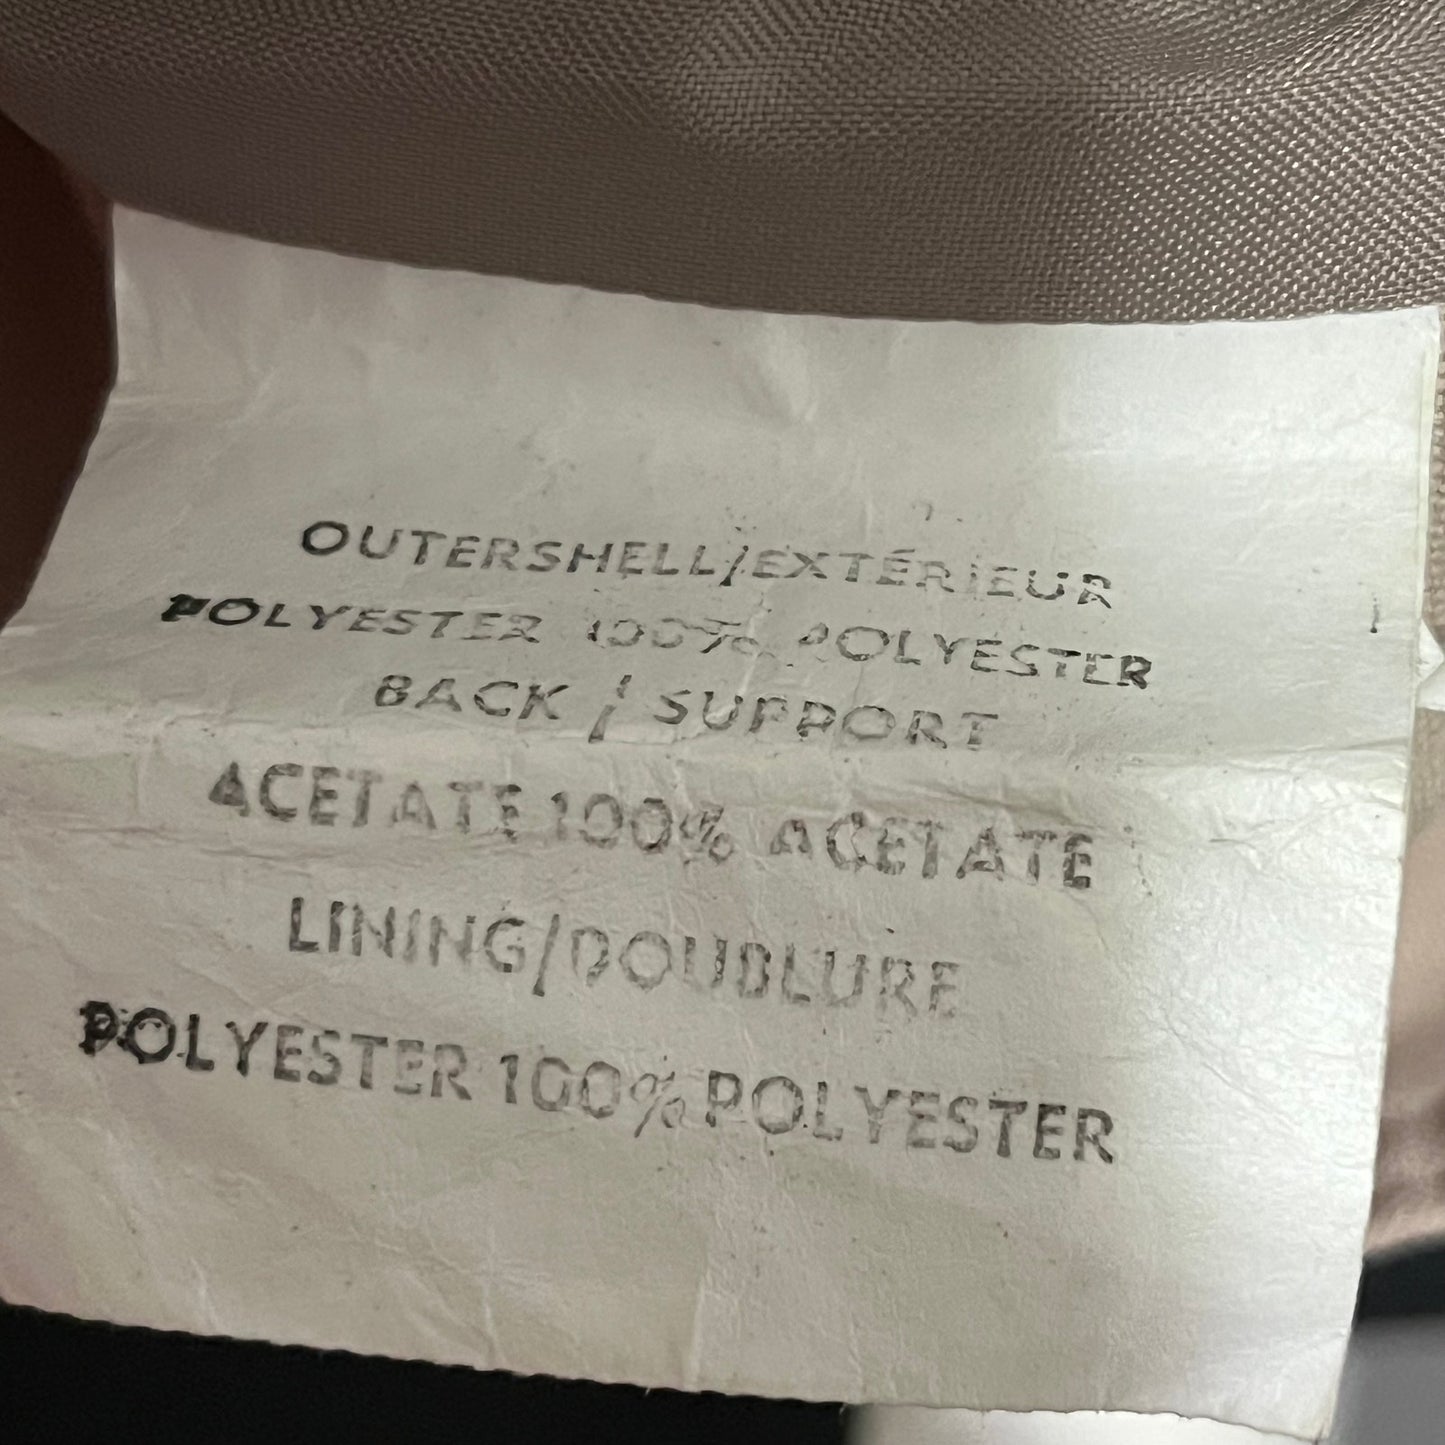 OUTERSHELL/EXTÉRIEUR
POLYESTER 100% POLYESTER
BACK / SUPPORT
ACETATE 100% ACETATE
LINING/DOUBLURE
POLYESTER 100% POLYESTER